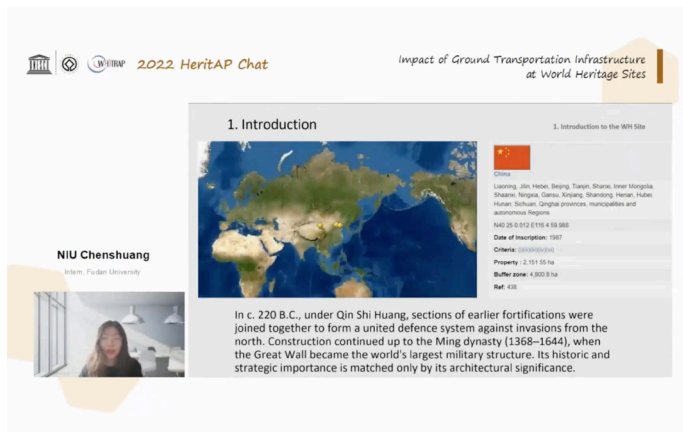 2022 HeritAP Chat
Impact of Ground Transportation Infrastructure
at World Heritage Sites
1. Introduction
1. Introduction to the WH Site
China
Liaoning, Jilin, Hebei, Beijing, Tianjin, Shanxi, Inner Mongolia,
Shaanxi, Ningxia, Gansu, Xinjiang, Shandong, Henan, Hubei,
Hunan, Sichuan, Qinghai provinces, municipalities and
autonomous Regions
N40 25 0.012 E116 4 59.988
Date of Inscription: 1987
Criteria:
Property : 2,151.55 ha
Buffer zone: 4,800.8 ha
Ref: 438
NIU Chenshuang
Intern, Fudan University
In c. 220 B.C., under Qin Shi Huang, sections of earlier fortifications were
joined together to form a united defence system against invasions from the
north. Construction continued up to the Ming dynasty (1368–1644), when
the Great Wall became the world's largest military structure. Its historic and
strategic importance is matched only by its architectural significance.